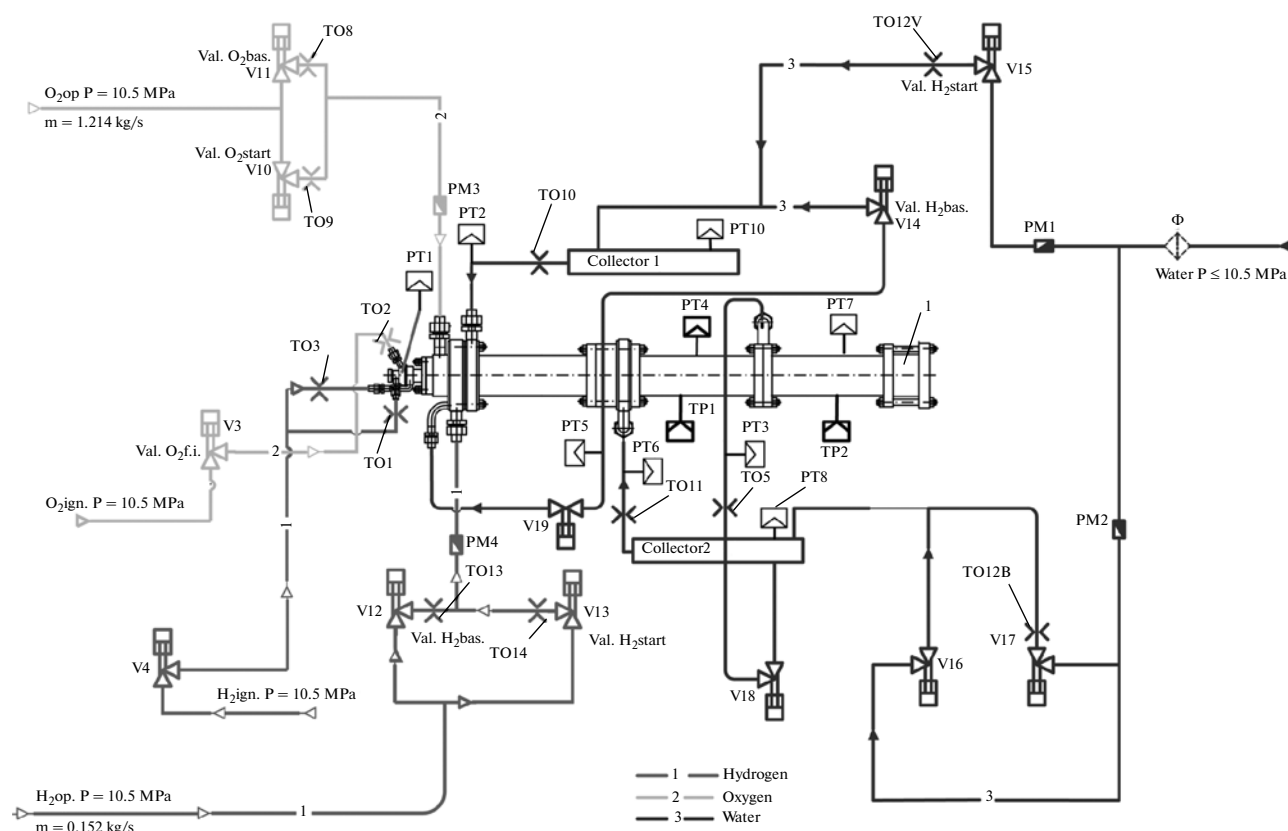 TO8
TO12V
Val. O2bas.
V11
3
V15
Val. H2start
O2op P = 10.5 MPa
m = 1.214 kg/s
2
Val. O2start
V10
TO9
PM3
PT2
TO10
3
Val. H2bas.
V14
PT10
PM1
Φ
Collector 1
Water P ≤ 10.5 MPa
PT1
TO2
PT4
PT7
1
TO3
TP1
V3
TO1
PT5
PT6
PT3
TP2
Val. O2f.i.
2
TO11
TO5
PT8
O2ign. P = 10.5 MPa
1
1
V19
PM2
PM4
Collector2
TO13
TO12B
V12
V13
Val. H2bas.
Val. H2start
TO14
V17
V16
V4
V18
H2ign. P = 10.5 MPa
1 Hydrogen
2 Oxygen
3 Water
3
H2op. P = 10.5 MPa
1
m = 0.152 kg/s